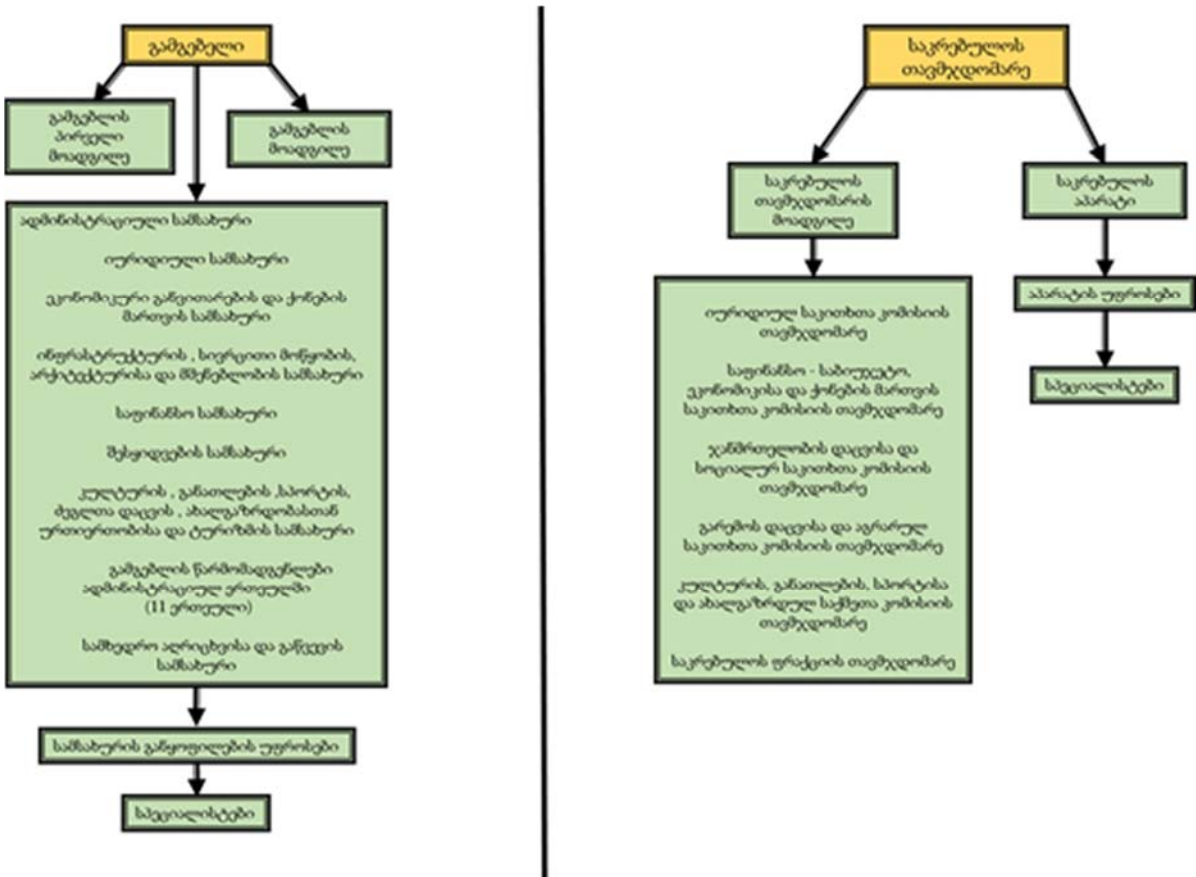 გამგებელი
გამგებლის
პირველი
მოადგილე
გამგებლის
მოადგილე
ადმინისტრაციული სამსახური
იურიდიული სამსახური
ეკონომიკური განვითარების და ქონების
მართვის სამსახური
ინფრასტრუქტურის , სივრცითი მოწყობის,
არქიტექტურისა და მშენებლობის სამსახური
საფინანსო სამსახური
შესყიდვების სამსახური
კულტურის , განათლების ,სპორტის,
ძეგლთა დაცვის , ახალგაზრდობასთან
ურთიერთობისა და ტურიზმის სამსახური
გამგებლის წარმომადგენლები
ადმინისტრაციულ ერთეულში
(11 ერთეული)
სამხედრო აღრიცხვისა და გაწვევის
სამსახური
სამსახურის განყოფილების უფროსები
სპეციალისტები
საკრებულოს
თავმჯდომარე
საკრებულოს
თავმჯდომარის
მოადგილე
იურიდიულ საკითხთა კომისიის
თავმჯდომარე
საფინანსო - საბიუჯეტო,
ეკონომიკისა და ქონების მართვის
საკითხთა კომისიის თავმჯდომარე
ჯანმრთელობის დაცვისა და
სოციალურ საკითხთა კომისიის
თავმჯდომარე
გარემოს დაცვისა და აგრარულ
საკითხთა კომისიის თავმჯდომარე
კულტურის, განათლების, სპორტისა
და ახალგაზრდულ საქმეთა კომისიის
თავმჯდომარე
საკრებულოს ფრაქციის თავმჯდომარე
საკრებულოს
აპარატი
აპარატის უფროსები
სპეციალისტები